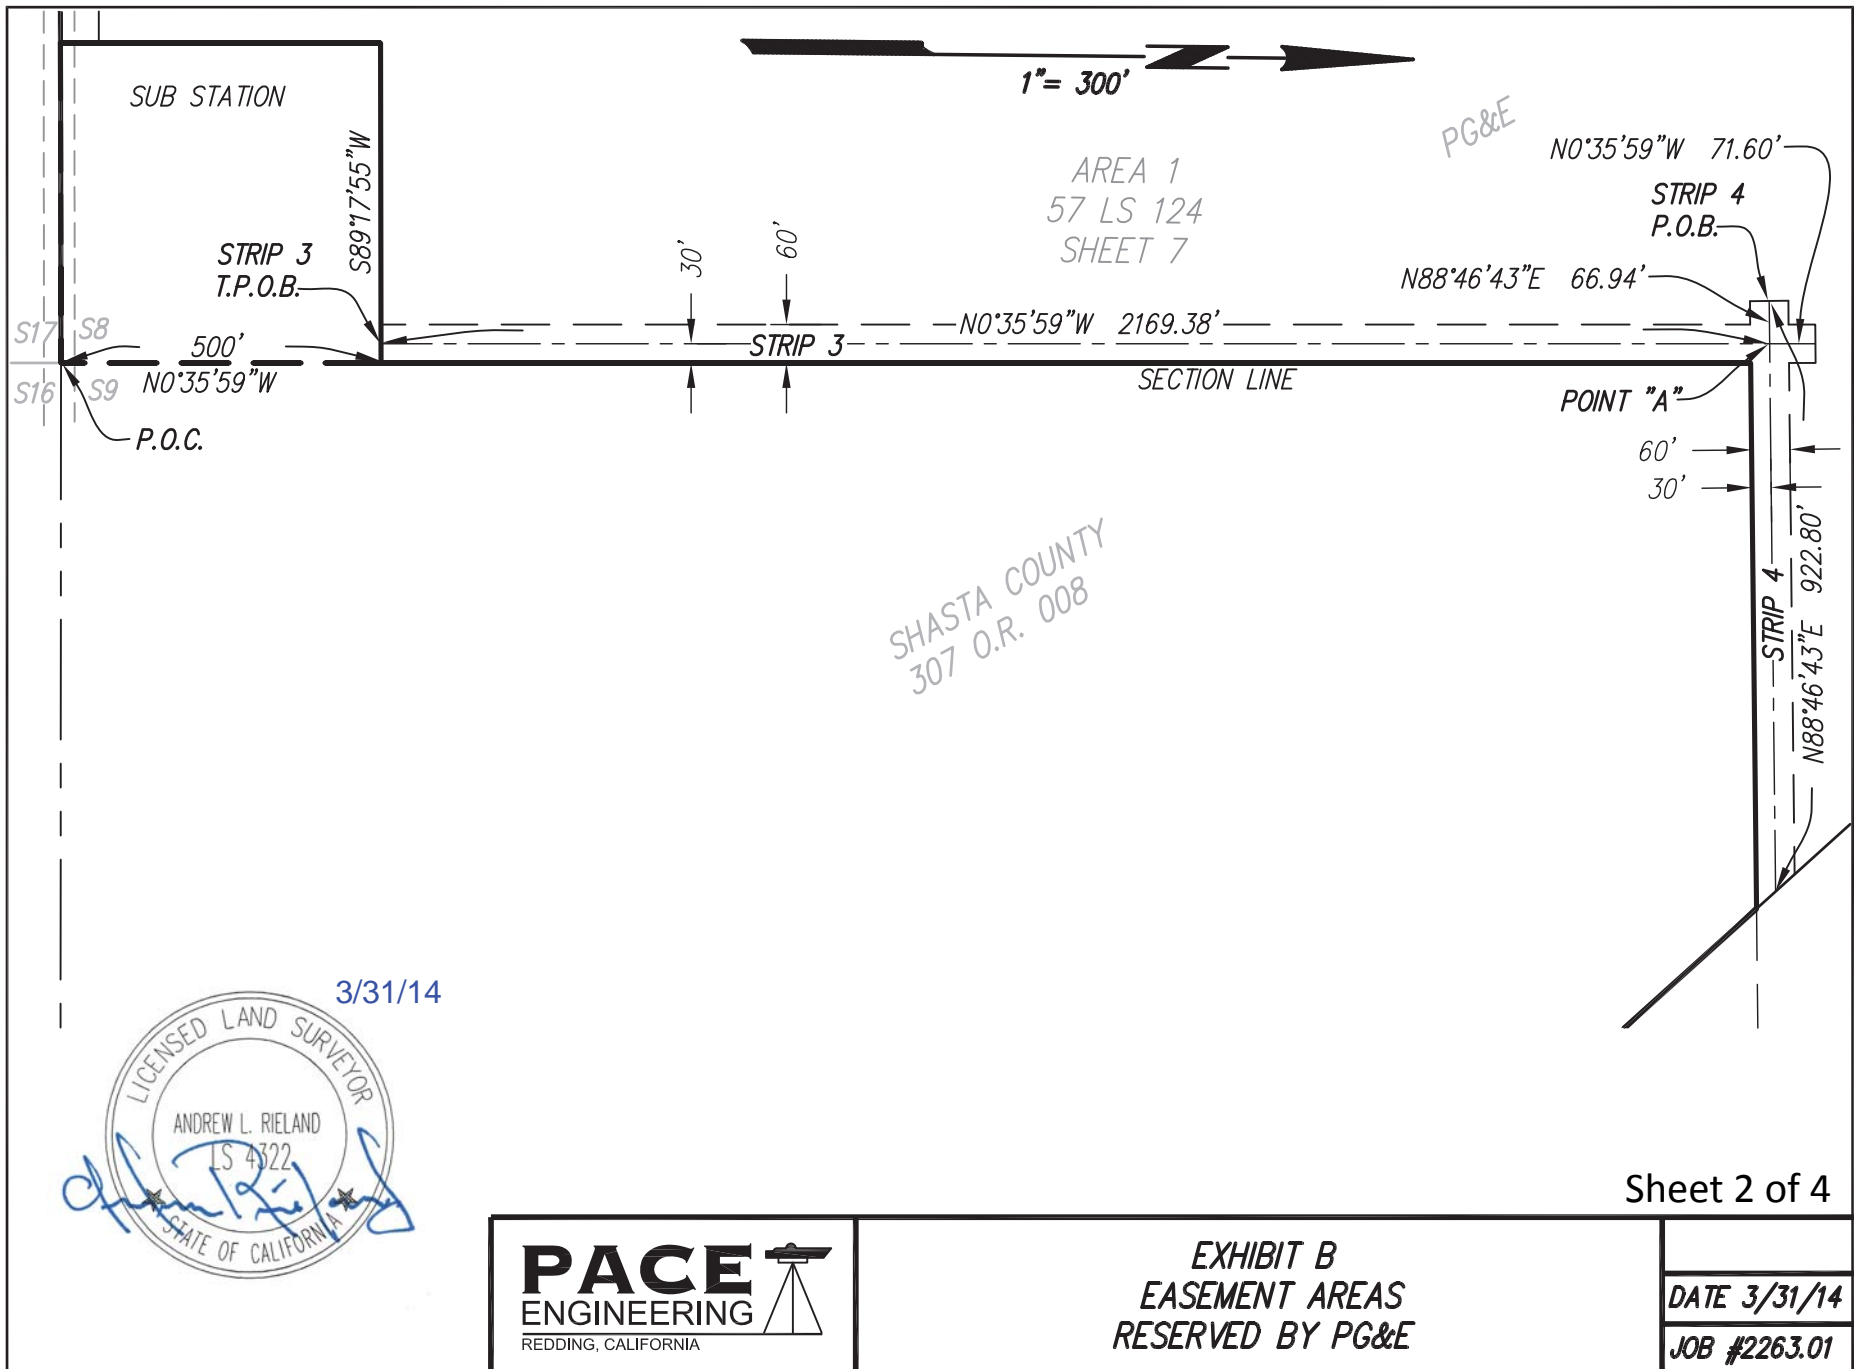 SUB STATION
1"= 300'
PG&E
AREA 1
57 LS 124
SHEET 7
N0°35'59"W 71.60'
STRIP 4
P.O.B.
S89°17'55"W
STRIP 3
T.P.O.B.
30'
60'
N88°46'43"E 66.94'
S17
S8
500'
N0°35'59"W 2169.38'
STRIP 3
S16
S9
N0°35'59"W
SECTION LINE
POINT "A"
P.O.C.
60'
30'
SHASTA COUNTY
307 O.R. 008
STRIP 4
N88°46'43"E 922.80'
3/31/14
LICENSED LAND SURVEYOR
ANDREW L. RIELAND
LS 4322
STATE OF CALIFORNIA
Sheet 2 of 4
PACE
ENGINEERING
REDDING, CALIFORNIA
EXHIBIT B
EASEMENT AREAS
RESERVED BY PG&E
DATE 3/31/14
JOB #2263.01